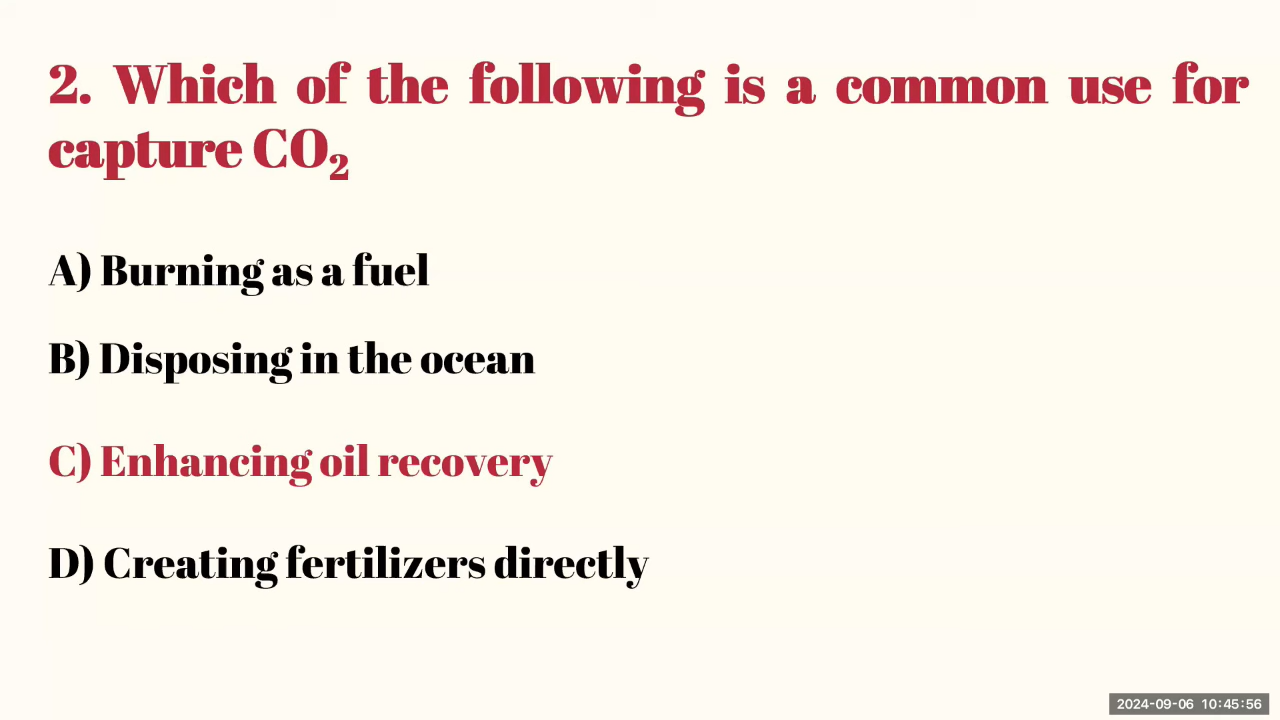 2. Which of the following is a common use for
capture CO₂
A) Burning as a fuel
B) Disposing in the ocean
C) Enhancing oil recovery
D) Creating fertilizers directly
2024-09-06 10:45:56